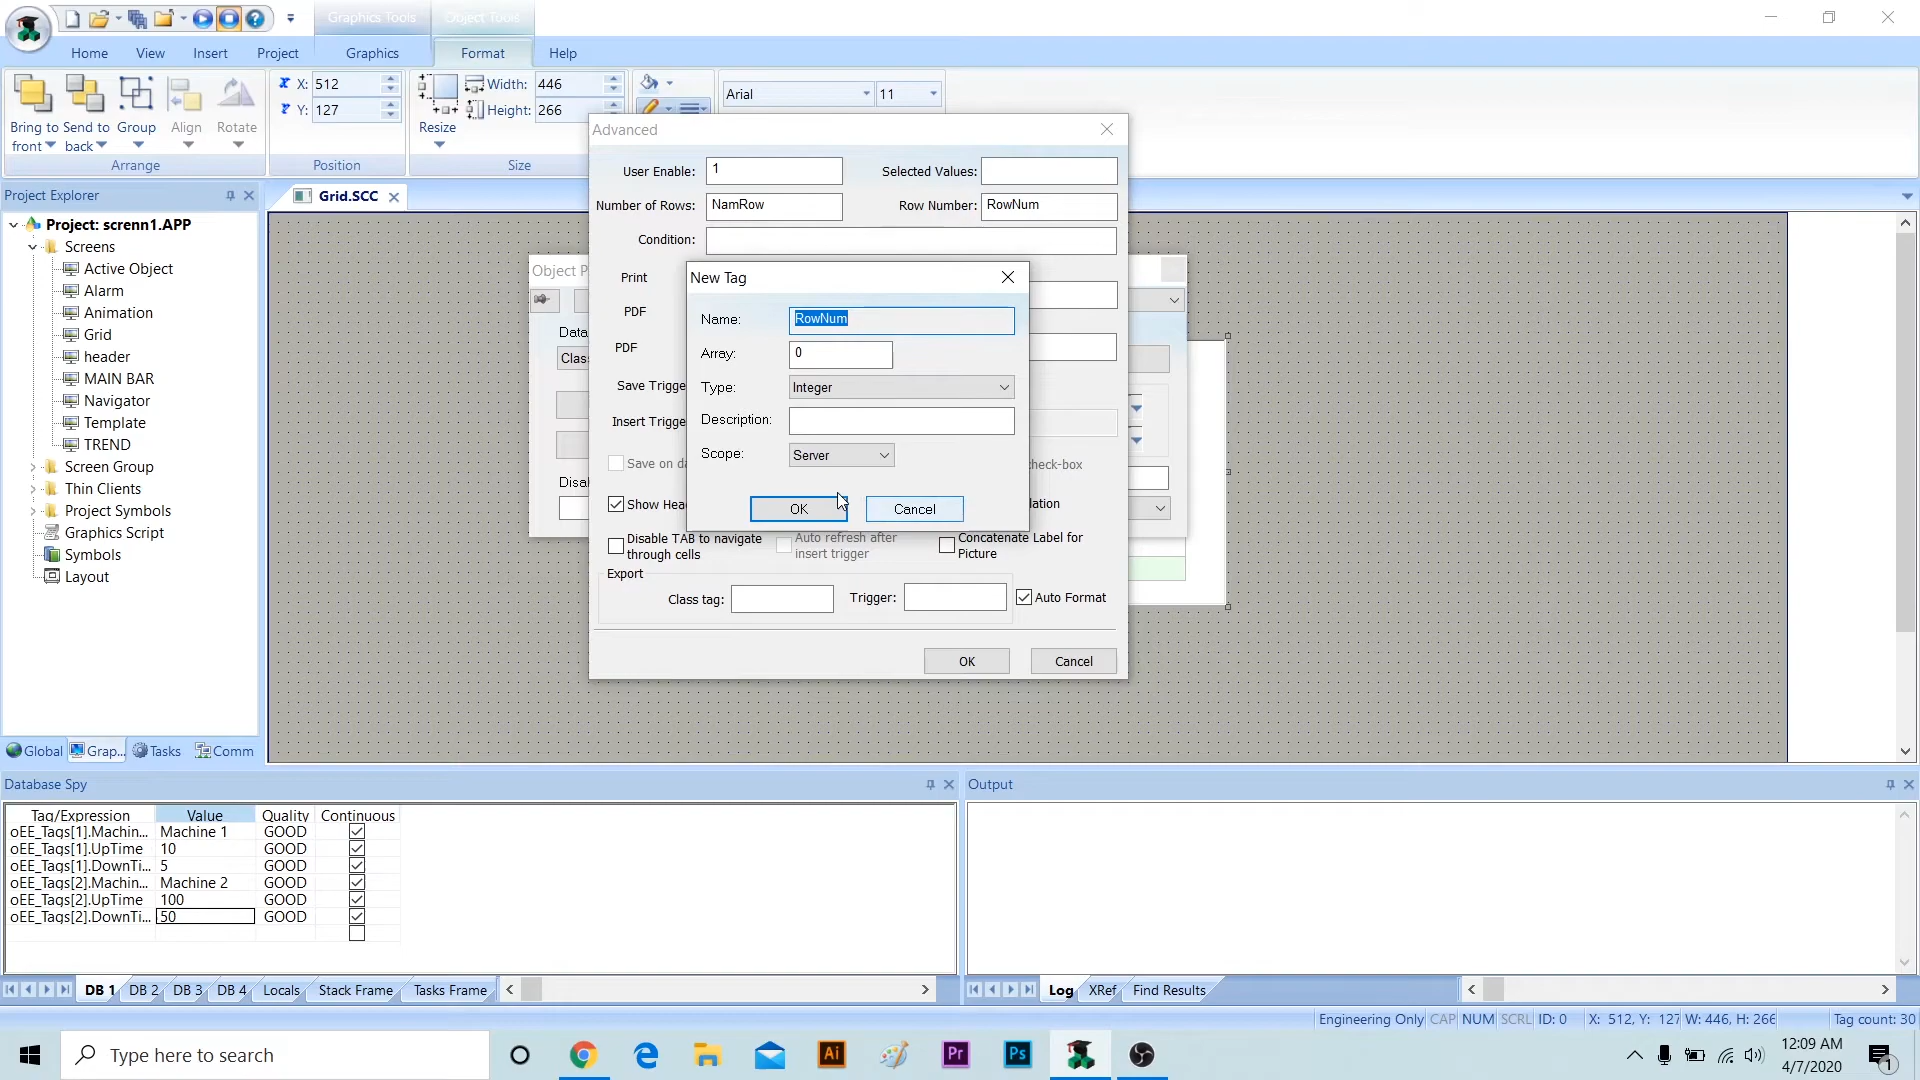 Graphics Tools Object Tools
Home View Insert Project Graphics Format Help
X: 512 Width: 446 Arial 11
Y: 127 Height: 266
Bring to front Send to back Group Align Rotate Resize
Arrange Position Size
Project Explorer
Grid.SCC
Project: screnn1.APP
Screens
Active Object
Alarm
Animation
Grid
header
MAIN BAR
Navigator
Template
TREND
Screen Group
Thin Clients
Project Symbols
Graphics Script
Symbols
Layout
Global Grap... Tasks Comm
Object P
Data
Clas
Disa
Advanced
User Enable: 1 Selected Values:
Number of Rows: NamRow Row Number: RowNum
Condition:
Print
PDF
PDF
Save Trigge
Insert Trigge
Save on da check-box
Show Hea lation
Disable TAB to navigate through cells
Auto refresh after insert trigger
Concatenate Label for Picture
Export
Class tag: Trigger: Auto Format
OK Cancel
New Tag
Name: RowNum
Array: 0
Type: Integer
Description:
Scope: Server
OK Cancel
Database Spy
Tag/Expression Value Quality Continuous
oEE_Tags[1].Machin... Machine 1 GOOD
oEE_Tags[1].UpTime 10 GOOD
oEE_Tags[1].DownTi... 5 GOOD
oEE_Tags[2].Machin... Machine 2 GOOD
oEE_Tags[2].UpTime 100 GOOD
oEE_Tags[2].DownTi... 50 GOOD
DB 1 DB 2 DB 3 DB 4 Locals Stack Frame Tasks Frame
Output
Log XRef Find Results
Engineering Only CAP NUM SCRL ID: 0 X: 512, Y: 127 W: 446, H: 266 Tag count: 30
Type here to search
Ai Pr Ps
12:09 AM
4/7/2020
1